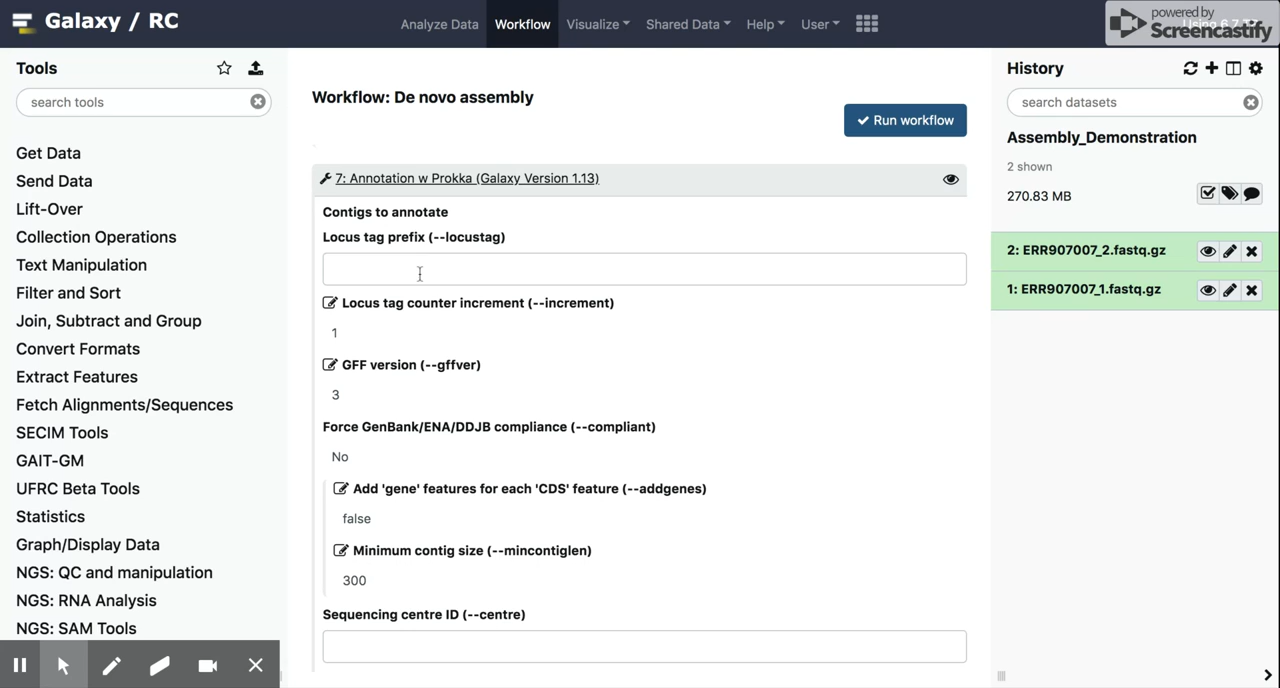 Galaxy / RC
Analyze Data Workflow Visualize Shared Data Help User
powered by
Screencastify
Tools
search tools
Get Data
Send Data
Lift-Over
Collection Operations
Text Manipulation
Filter and Sort
Join, Subtract and Group
Convert Formats
Extract Features
Fetch Alignments/Sequences
SECIM Tools
GAIT-GM
UFRC Beta Tools
Statistics
Graph/Display Data
NGS: QC and manipulation
NGS: RNA Analysis
NGS: SAM Tools
Workflow: De novo assembly
Run workflow
7: Annotation w Prokka (Galaxy Version 1.13)
Contigs to annotate
Locus tag prefix (--locustag)
Locus tag counter increment (--increment)
1
GFF version (--gffver)
3
Force GenBank/ENA/DDJB compliance (--compliant)
No
Add 'gene' features for each 'CDS' feature (--addgenes)
false
Minimum contig size (--mincontiglen)
300
Sequencing centre ID (--centre)
History
search datasets
Assembly_Demonstration
2 shown
270.83 MB
2: ERR907007_2.fastq.gz
1: ERR907007_1.fastq.gz